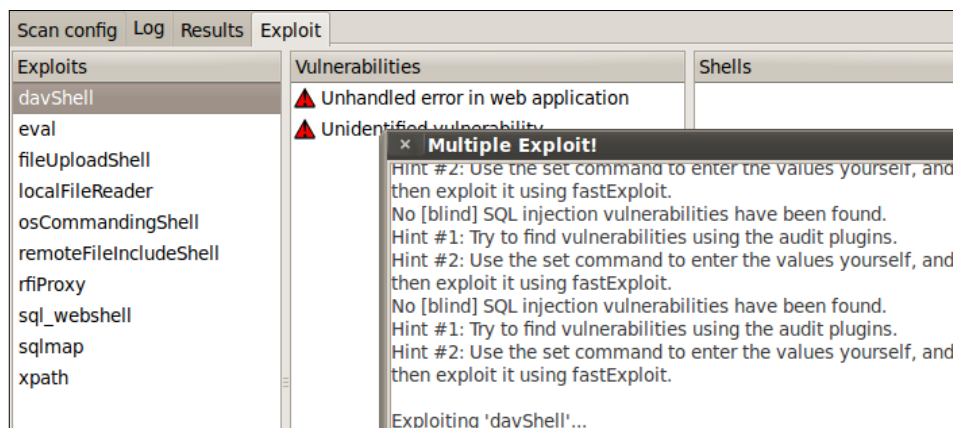 Scan config Log Results Exploit
Exploits
davShell
eval
fileUploadShell
localFileReader
osCommandingShell
remoteFileIncludeShell
rfiProxy
sql_webshell
sqlmap
xpath
Vulnerabilities
Unhandled error in web application
Unidentified vulnerability
Shells
× Multiple Exploit!
Hint #2: Use the set command to enter the values yourself, and
then exploit it using fastExploit.
No [blind] SQL injection vulnerabilities have been found.
Hint #1: Try to find vulnerabilities using the audit plugins.
Hint #2: Use the set command to enter the values yourself, and
then exploit it using fastExploit.
No [blind] SQL injection vulnerabilities have been found.
Hint #1: Try to find vulnerabilities using the audit plugins.
Hint #2: Use the set command to enter the values yourself, and
then exploit it using fastExploit.
Exploiting 'davShell'...